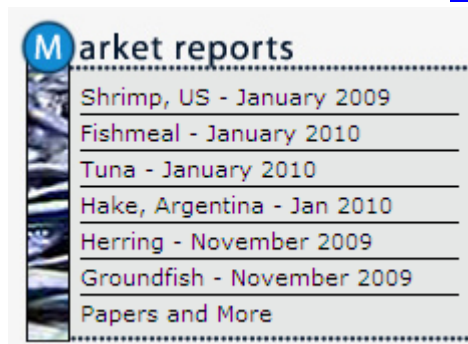 Market reports
Shrimp, US - January 2009
Fishmeal - January 2010
Tuna - January 2010
Hake, Argentina - Jan 2010
Herring - November 2009
Groundfish - November 2009
Papers and More